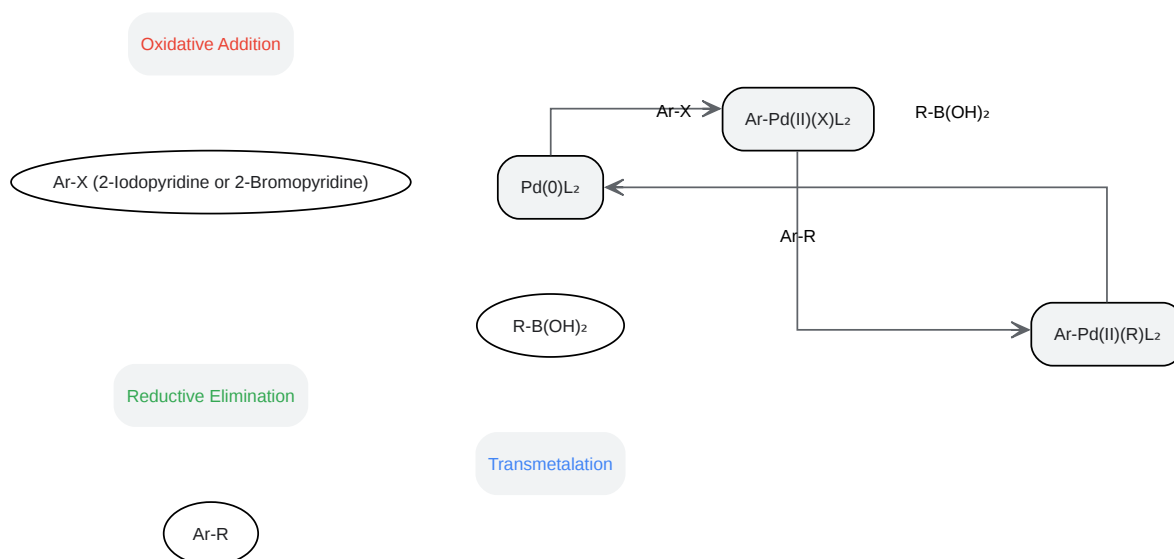 Oxidative Addition
Ar-X
Ar-Pd(II)(X)L₂
R-B(OH)₂
Ar-X (2-Iodopyridine or 2-Bromopyridine)
Pd(0)L₂
Ar-R
R-B(OH)₂
Ar-Pd(II)(R)L₂
Reductive Elimination
Transmetalation
Ar-R